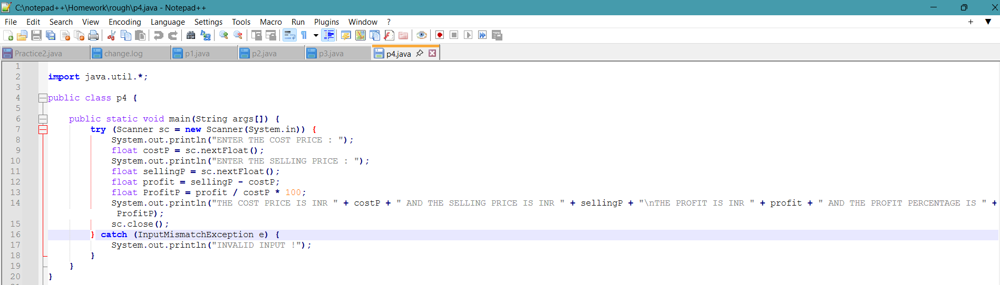 C:\notepad++\Homework\rough\p4.java - Notepad++
File Edit Search View Encoding Language Settings Tools Macro Run Plugins Window ?
Practice2.java change.log p1.java p2.java p3.java p4.java
1
2 import java.util.*;
3
4 public class p4 {
5
6 public static void main(String args[]) {
7 try (Scanner sc = new Scanner(System.in)) {
8 System.out.println("ENTER THE COST PRICE : ");
9 float costP = sc.nextFloat();
10 System.out.println("ENTER THE SELLING PRICE : ");
11 float sellingP = sc.nextFloat();
12 float profit = sellingP - costP;
13 float ProfitP = profit / costP * 100;
14 System.out.println("THE COST PRICE IS INR " + costP + " AND THE SELLING PRICE IS INR " + sellingP + "\nTHE PROFIT IS INR " + profit + " AND THE PROFIT PERCENTAGE IS " +
ProfitP);
15 sc.close();
16 } catch (InputMismatchException e) {
17 System.out.println("INVALID INPUT !");
18 }
19 }
20 }